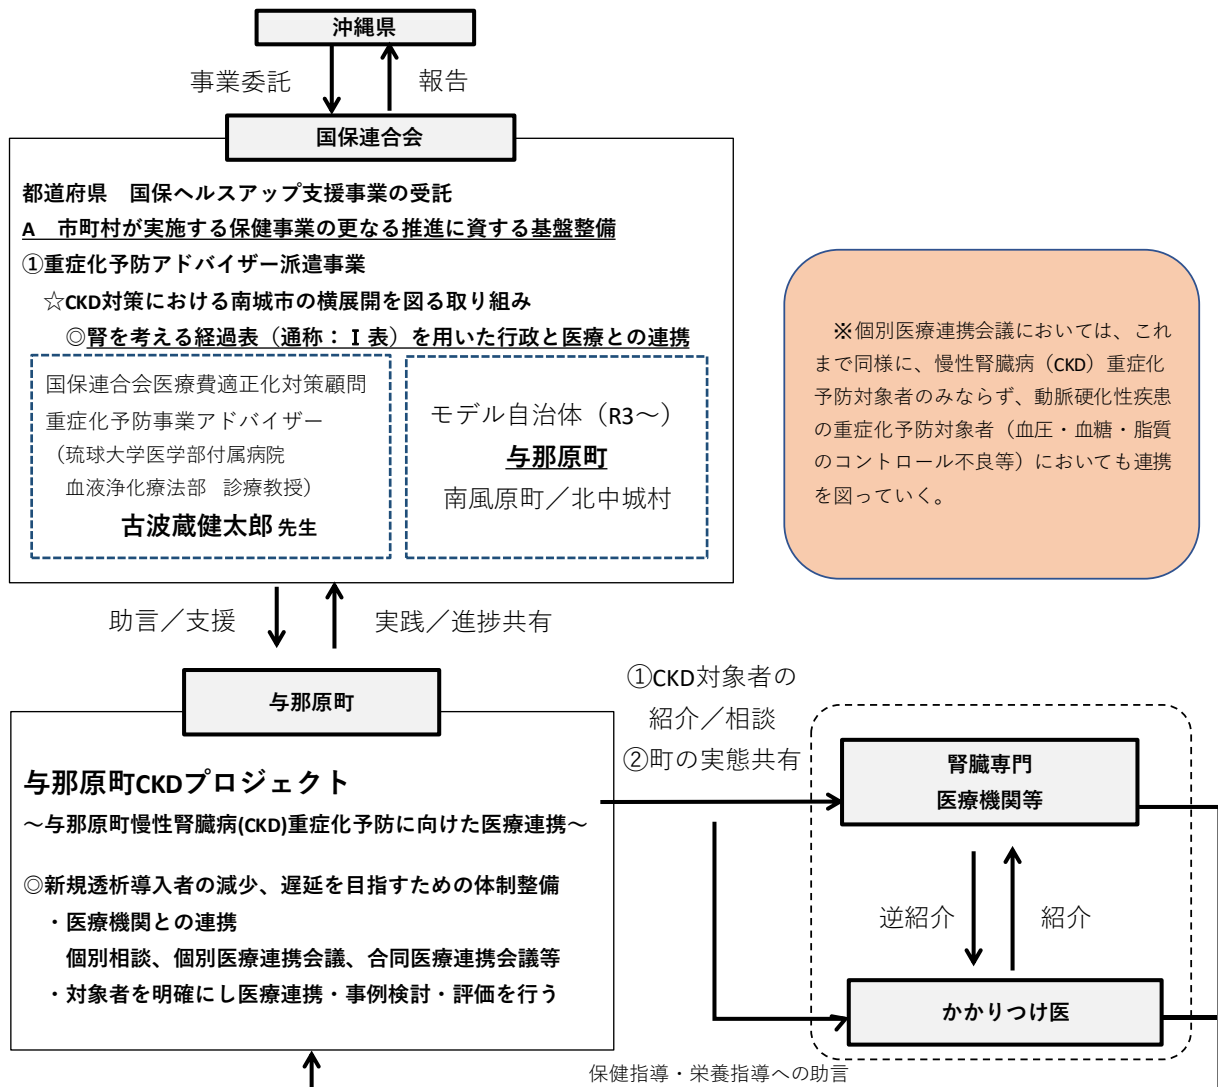 沖縄県
事業委託
報告
国保連合会
都道府県　国保ヘルスアップ支援事業の受託
A　市町村が実施する保健事業の更なる推進に資する基盤整備
①重症化予防アドバイザー派遣事業
☆CKD対策における南城市の横展開を図る取り組み
◎腎を考える経過表（通称：Ⅰ表）を用いた行政と医療との連携
国保連合会医療費適正化対策顧問
重症化予防事業アドバイザー
（琉球大学医学部付属病院
血液浄化療法部　診療教授）
古波蔵健太郎 先生
モデル自治体（R3～）
与那原町
南風原町／北中城村
※個別医療連携会議においては、これ
まで同様に、慢性腎臓病（CKD）重症化
予防対象者のみならず、動脈硬化性疾患
の重症化予防対象者（血圧・血糖・脂質
のコントロール不良等）においても連携
を図っていく。
助言／支援
実践／進捗共有
与那原町
与那原町CKDプロジェクト
～与那原町慢性腎臓病(CKD)重症化予防に向けた医療連携～
◎新規透析導入者の減少、遅延を目指すための体制整備
・医療機関との連携
個別相談、個別医療連携会議、合同医療連携会議等
・対象者を明確にし医療連携・事例検討・評価を行う
①CKD対象者の
紹介／相談
②町の実態共有
腎臓専門
医療機関等
逆紹介
紹介
かかりつけ医
保健指導・栄養指導への助言